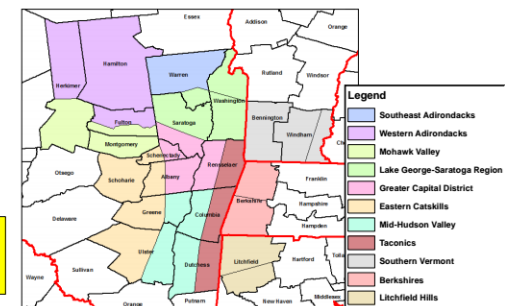 Essex
Addison
Orange
Hamilton
Warren
Rutland
Windsor
Herkimer
Washington
Legend
Fulton
Saratoga
Bennington
Windham
Southeast Adirondacks
Montgomery
Western Adirondacks
Schenectady
Mohawk Valley
Otsego
Schoharie
Albany
Rensselaer
Franklin
Lake George-Saratoga Region
Greater Capital District
Delaware
Greene
Columbia
Berkshire
Hampshire
Eastern Catskills
Hampden
Mid-Hudson Valley
Ulster
Taconics
Wayne
Sullivan
Dutchess
Litchfield
Hartford
Southern Vermont
Berkshires
Orange
Putnam
New Haven
Middlesex
Litchfield Hills